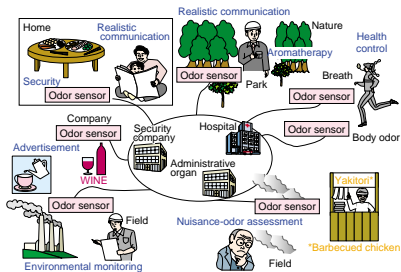 Realistic communication
Home
Realistic
communication
Nature
Aromatherapy
Health
control
Security
Odor sensor
Odor sensor
Park
Breath
Odor sensor
Company
Odor sensor
Security
company
Hospital
Odor sensor
Body odor
Advertisement
WINE
Administrative
organ
Yakitori*
Odor sensor
Odor sensor
Field
Nuisance-odor assessment
*Barbecued chicken
Field
Environmental monitoring